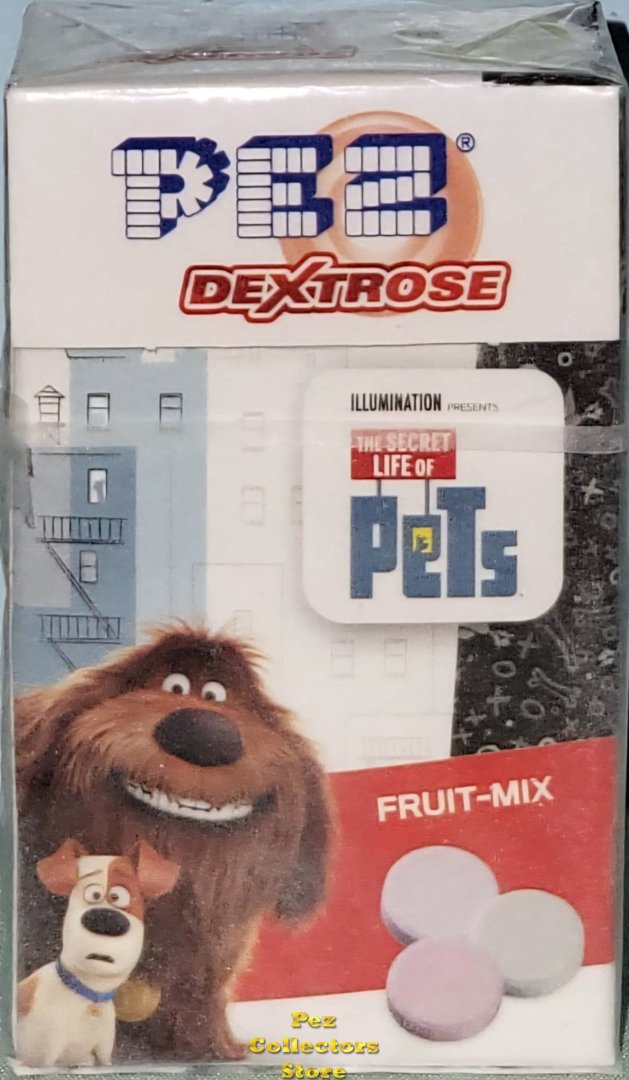 PEZ®
DEXTROSE
ILLUMINATION PRESENTS
THE SECRET
LIFE OF
PeTs
FRUIT-MIX
Pez
Collectors
Store